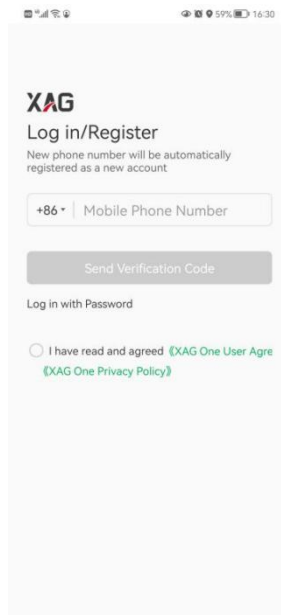 59% 16:30
XAG
Log in/Register
New phone number will be automatically
registered as a new account
+86 Mobile Phone Number
Send Verification Code
Log in with Password
I have read and agreed 《XAG One User Agre
《XAG One Privacy Policy》